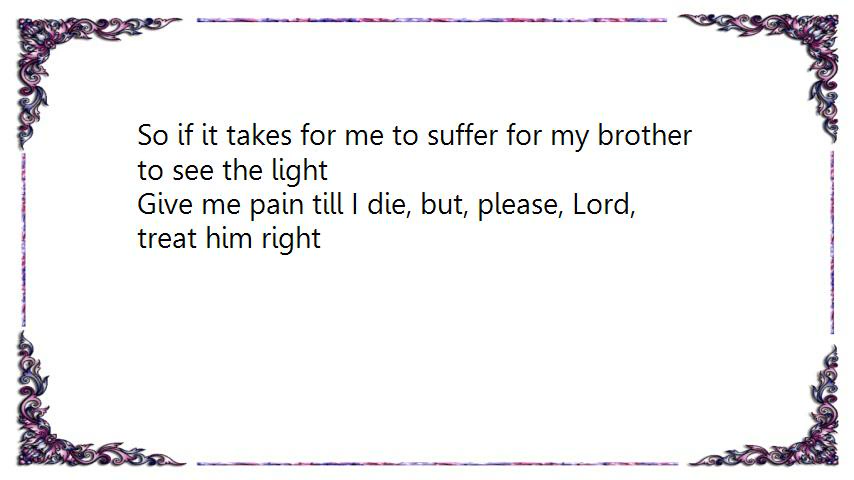 So if it takes for me to suffer for my brother
to see the light
Give me pain till I die, but, please, Lord,
treat him right